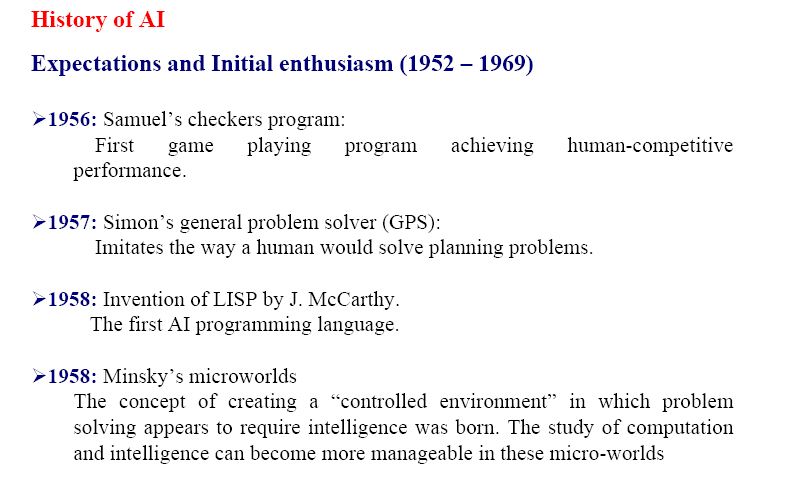 History of AI
Expectations and Initial enthusiasm (1952 – 1969)
➢1956: Samuel’s checkers program:
First game playing program achieving human-competitive
performance.
➢1957: Simon’s general problem solver (GPS):
Imitates the way a human would solve planning problems.
➢1958: Invention of LISP by J. McCarthy.
The first AI programming language.
➢1958: Minsky’s microworlds
The concept of creating a “controlled environment” in which problem
solving appears to require intelligence was born. The study of computation
and intelligence can become more manageable in these micro-worlds